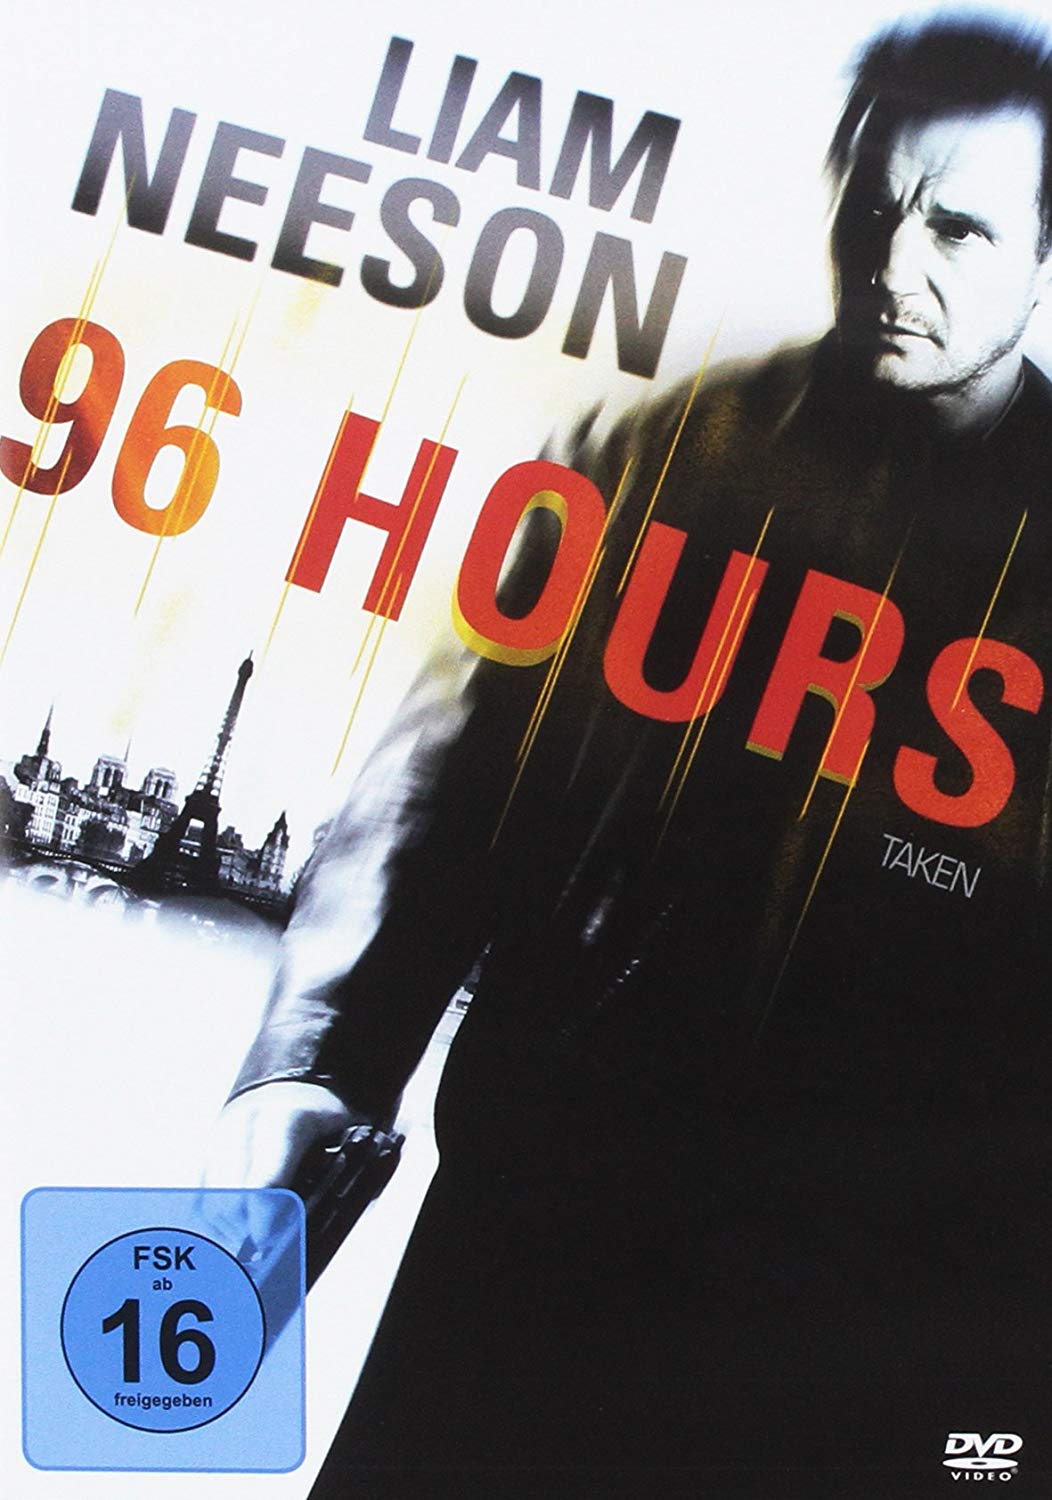 LIAM
NEESON
96 HOURS
TAKEN
FSK
ab
16
freigegeben
DVD
VIDEO